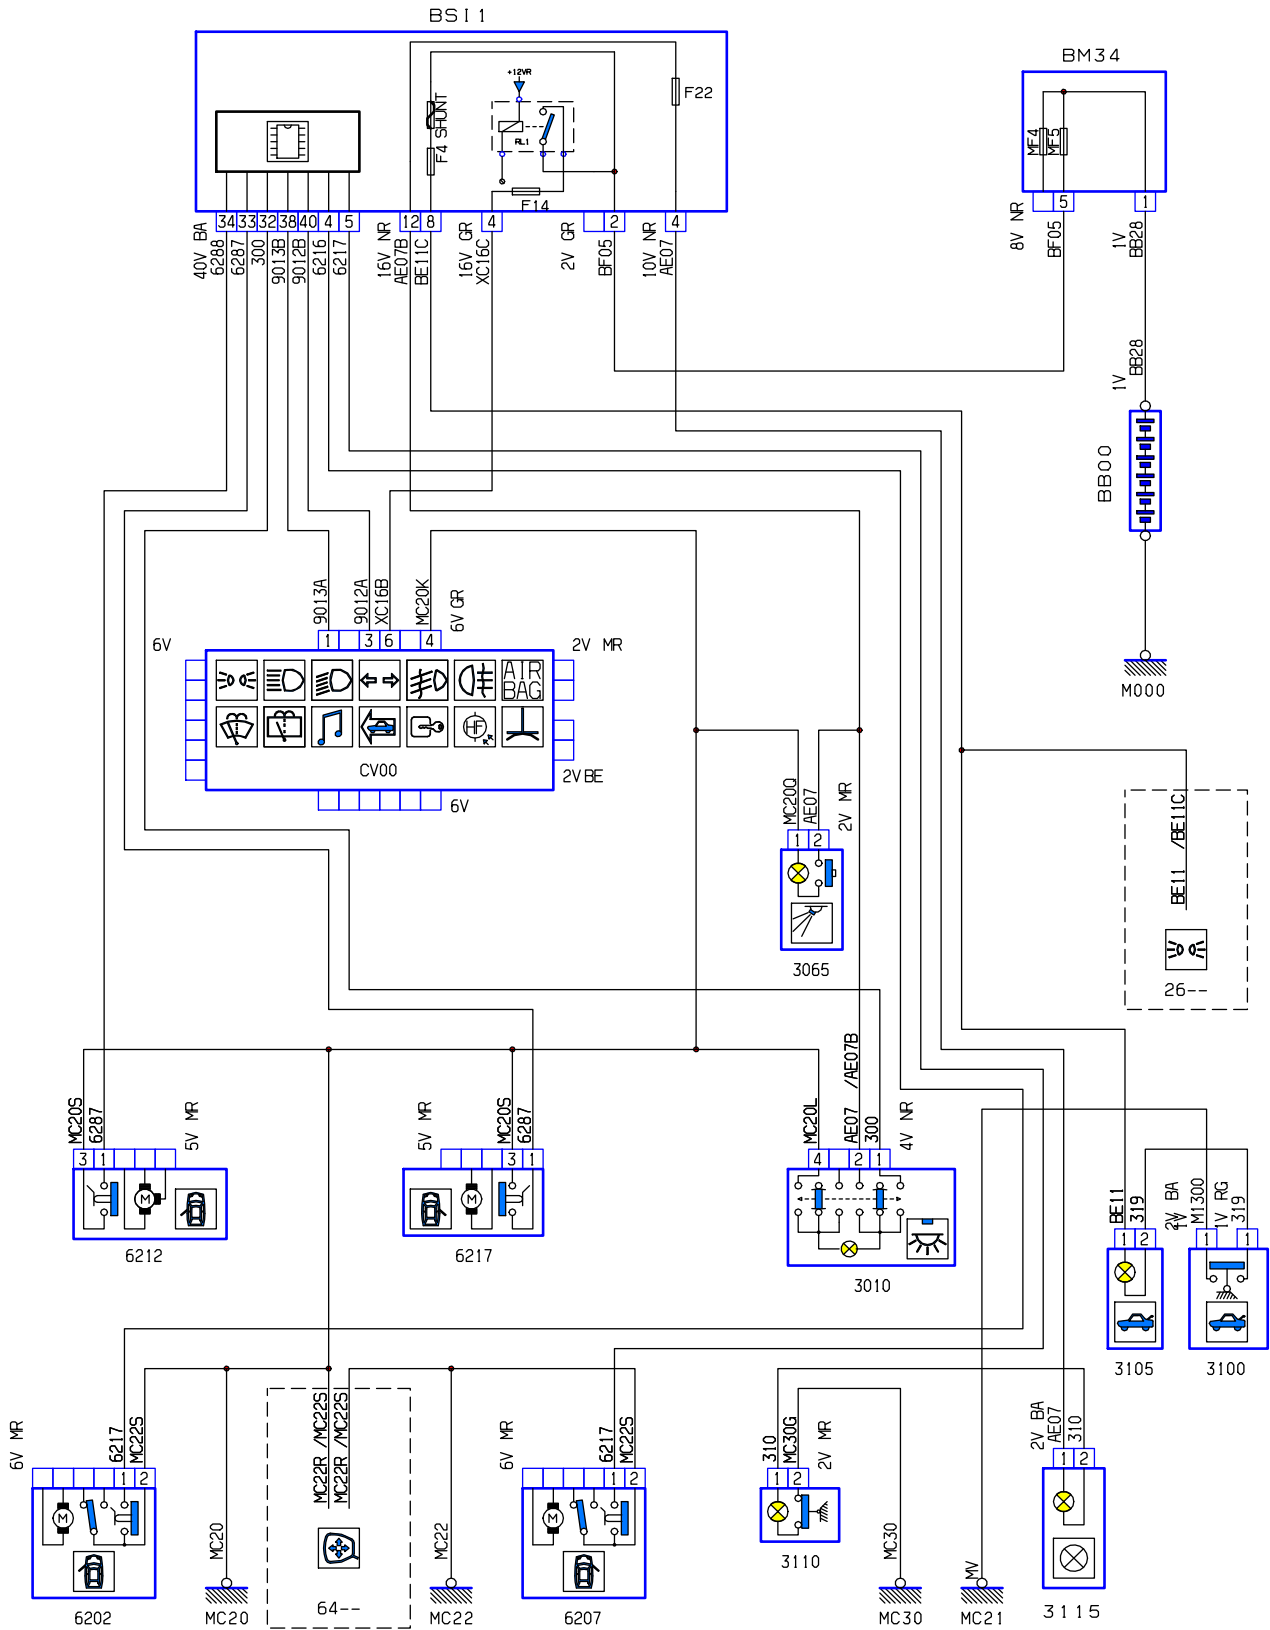 BSI1
BM34
+12VR
F22
F4 SHUNT
RL1
F14
MF4
MF5
34 33 32 38 40 4 5
12 8
4
2
4
5
1
40V BA
6288
6287
300
9013B
9012B
6216
6217
16V NR
AE07B
BE11C
16V GR
XC16C
2V GR
BF05
10V NR
AE07
8V NR
BF05
1V
BB28
1V
BB28
BB00
M000
9013A
9012A
XC16B
MC20K
6V GR
6V
1 3 6 4
2V MR
AIR
BAG
HF
CV00
2V BE
6V
MC20Q
AE07
2V MR
1 2
3065
BE11 /BE11C
26--
MC20S
6287
5V MR
3 1
M
6212
5V MR
MC20S
6287
3 1
M
6217
MC20L
AE07 /AE07B
300
4V NR
4 2 1
3010
BE11
319
2V BA
1V
M1300
1V RG
319
1 2
1 1
3105
3100
6V MR
6217
MC22S
1 2
M
6202
MC20
MC20
MC22R /MC22S
MC22R /MC22S
64--
MC22
MC22
6V MR
6217
MC22S
1 2
M
6207
310
MC30G
2V MR
1 2
3110
MC30
MC30
MV
MC21
2V BA
AE07
310
1 2
3115